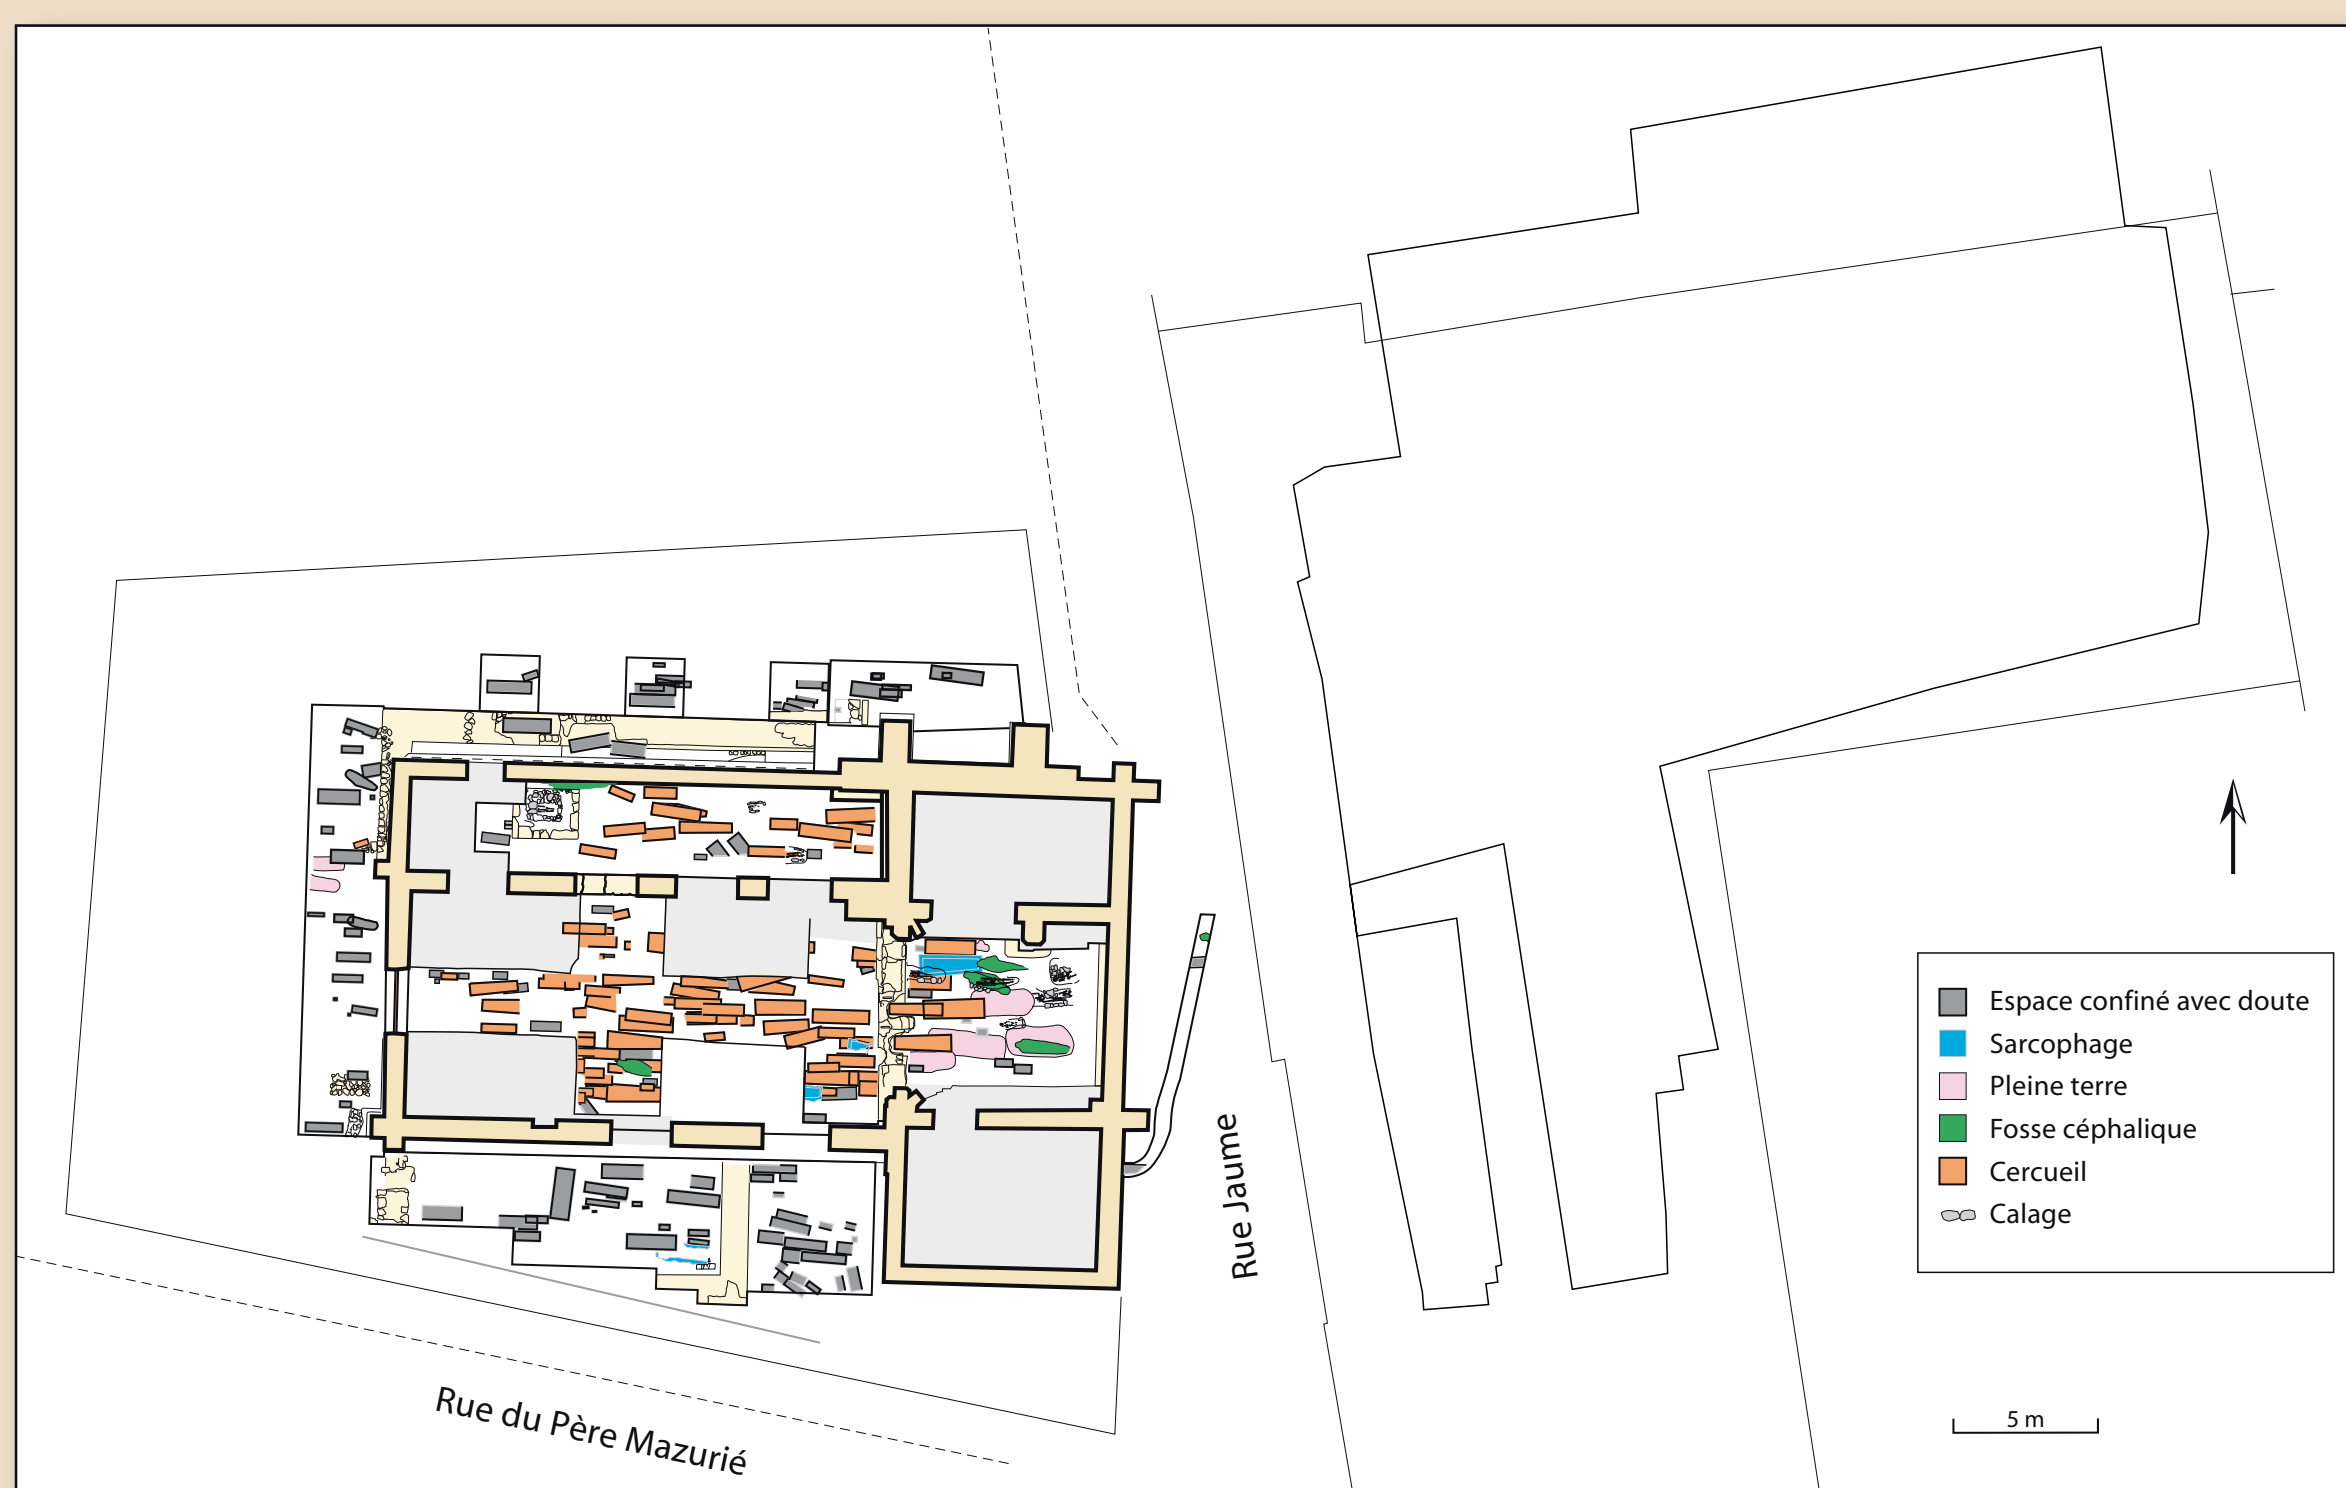 Espace confiné avec doute
Sarcophage
Pleine terre
Fosse céphalique
Cercueil
Calage
Rue Jaume
5 m
Rue du Père Mazurié